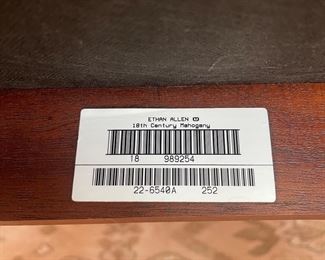 ETHAN ALLEN
18th Century Mahogany
18 989254
22-6540A 252